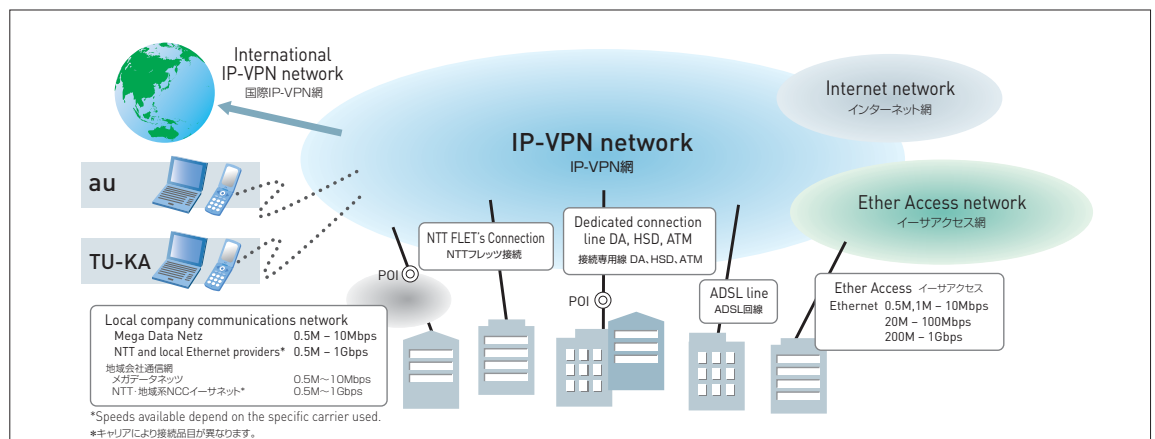 International
IP-VPN network
国際IP-VPN網
Internet network
インターネット網
IP-VPN network
IP-VPN網
au
TU-KA
Ether Access network
イーサアクセス網
NTT FLET's Connection
NTTフレッツ接続
Dedicated connection
line DA, HSD, ATM
接続専用線 DA、HSD、ATM
POI
POI
ADSL line
ADSL回線
Ether Access イーサアクセス
Ethernet 0.5M,1M – 10Mbps
20M – 100Mbps
200M – 1Gbps
Local company communications network
Mega Data Netz 0.5M – 10Mbps
NTT and local Ethernet providers* 0.5M – 1Gbps
地域会社通信網
メガデータネッツ 0.5M～10Mbps
NTT・地域系NCCイーサネット* 0.5M～1Gbps
*Speeds available depend on the specific carrier used.
*キャリアにより接続品目が異なります。